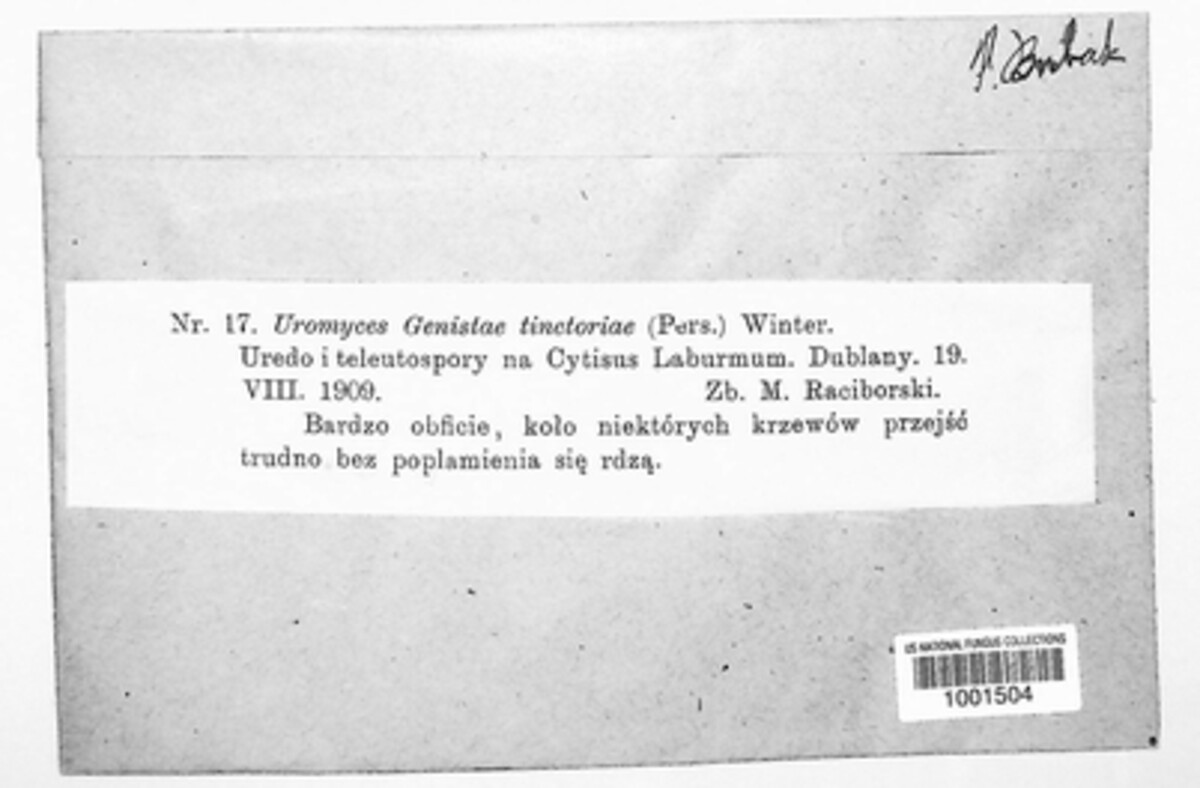 Nr. 17. Uromyces Genistae tinctoriae (Pers.) Winter.
Uredo i teleutospory na Cytisus Laburmum. Dublany. 19.
VIII. 1909. Zb. M. Raciborski.
Bardzo obficie, koło niektórych krzewów przejść
trudno bez poplamienia się rdzą.
US NATIONAL FUNGUS COLLECTIONS
1001504